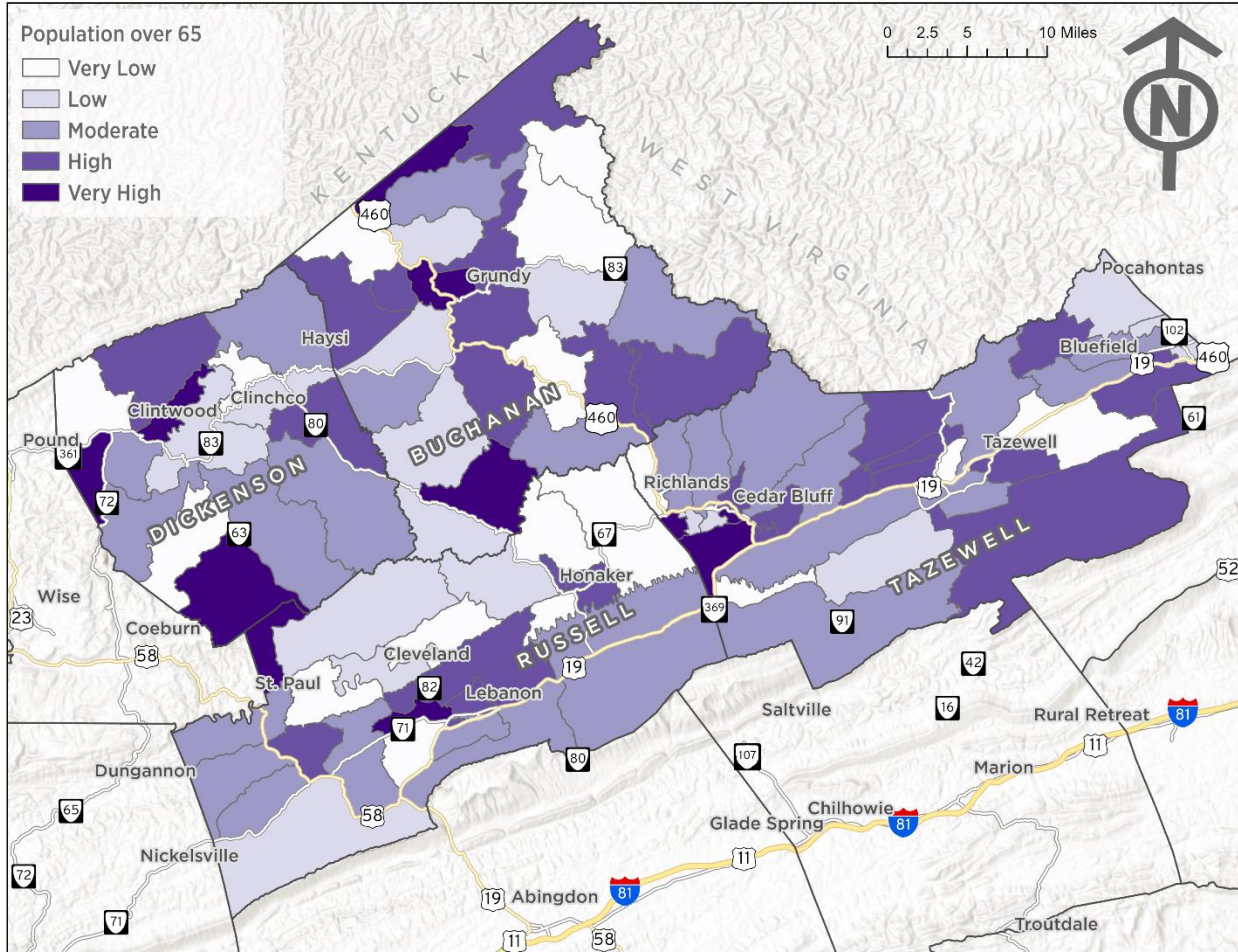 Population over 65
Very Low
Low
Moderate
High
Very High
0 2.5 5 10 Miles
N
KENTUCKY
WEST VIRGINIA
460
Grundy
83
Pocahontas
102
Bluefield
19
460
Haysi
Clintwood
Clinchco
80
83
Pound
361
72
BUCHANAN
460
61
Tazewell
Richlands
Cedar Bluff
19
DICKENSON
63
67
Honaker
TAZEWELL
52
Wise
23
Coeburn
58
369
91
RUSSELL
Cleveland
19
82
Lebanon
St. Paul
71
42
16
Saltville
Rural Retreat
81
11
Dungannon
80
107
Marion
65
58
Chilhowie
Glade Spring
81
11
Nickelsville
72
71
19
Abingdon
81
11
58
Troutdale